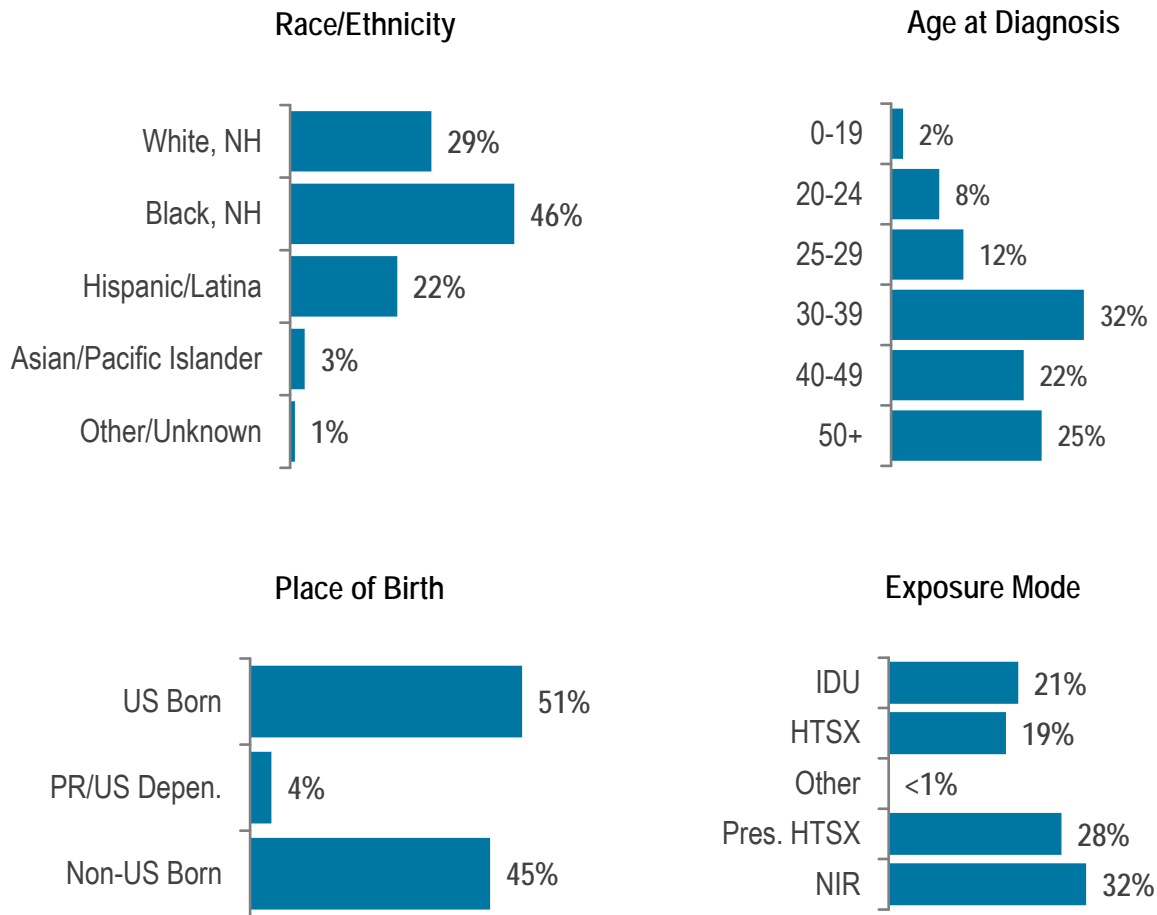 Race/Ethnicity
White, NH 29%
Black, NH 46%
Hispanic/Latina 22%
Asian/Pacific Islander 3%
Other/Unknown 1%
Age at Diagnosis
0-19 2%
20-24 8%
25-29 12%
30-39 32%
40-49 22%
50+ 25%
Place of Birth
US Born 51%
PR/US Depen. 4%
Non-US Born 45%
Exposure Mode
IDU 21%
HTSX 19%
Other <1%
Pres. HTSX 28%
NIR 32%